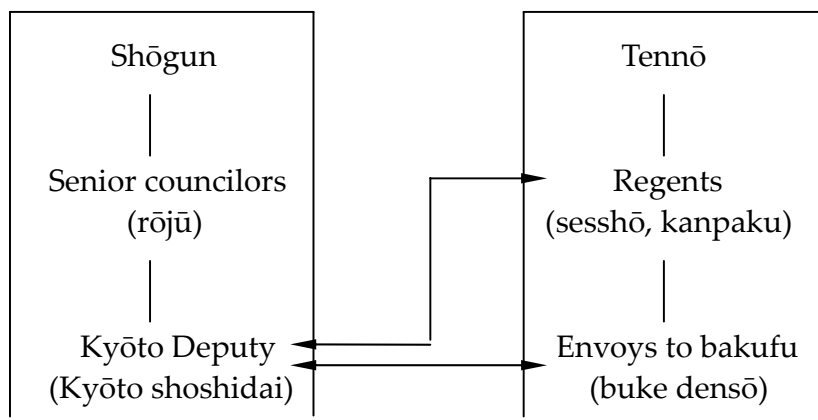 Shōgun
Senior councilors
(rōjū)
Kyōto Deputy
(Kyōto shoshidai)
Tennō
Regents
(sesshō, kanpaku)
Envoys to bakufu
(buke densō)